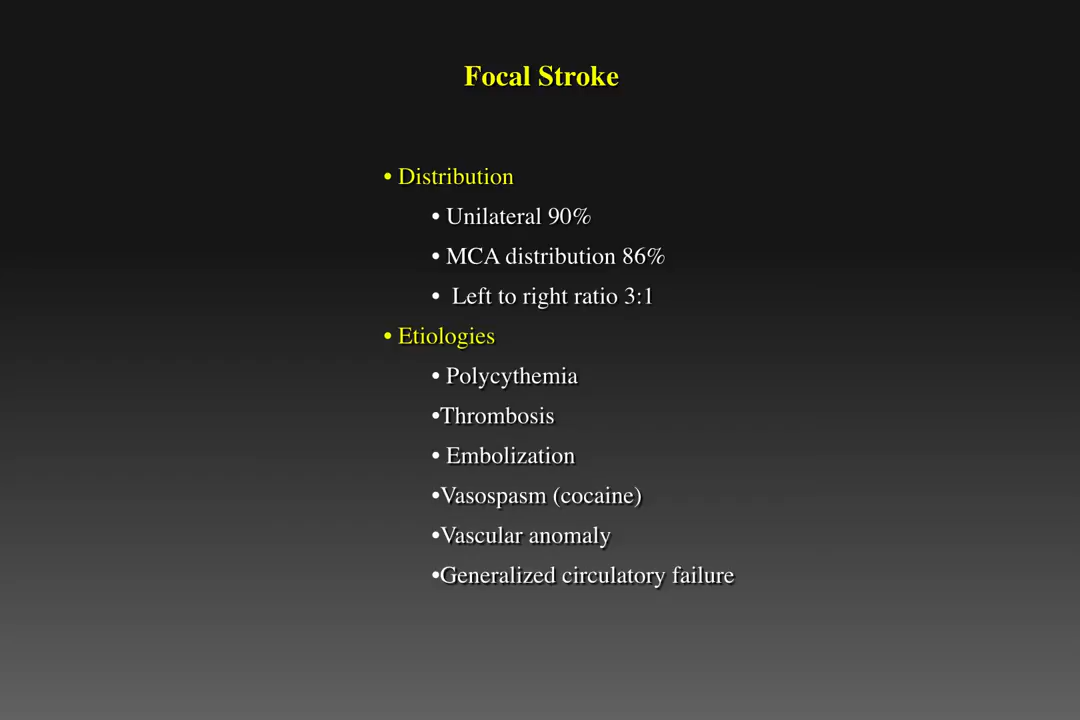 Focal Stroke
• Distribution
• Unilateral 90%
• MCA distribution 86%
• Left to right ratio 3:1
• Etiologies
• Polycythemia
•Thrombosis
• Embolization
•Vasospasm (cocaine)
•Vascular anomaly
•Generalized circulatory failure